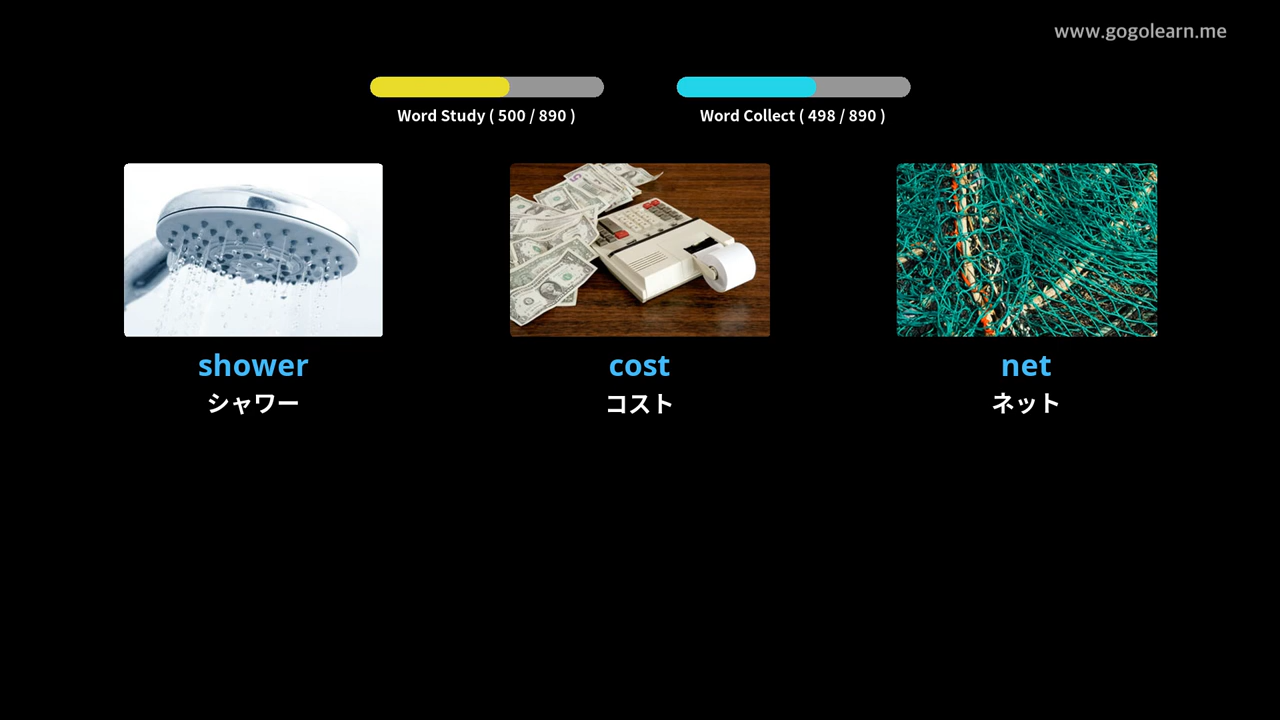 www.gogolearn.me
Word Study ( 500 / 890 )
Word Collect ( 498 / 890 )
shower
シャワー
cost
コスト
net
ネット